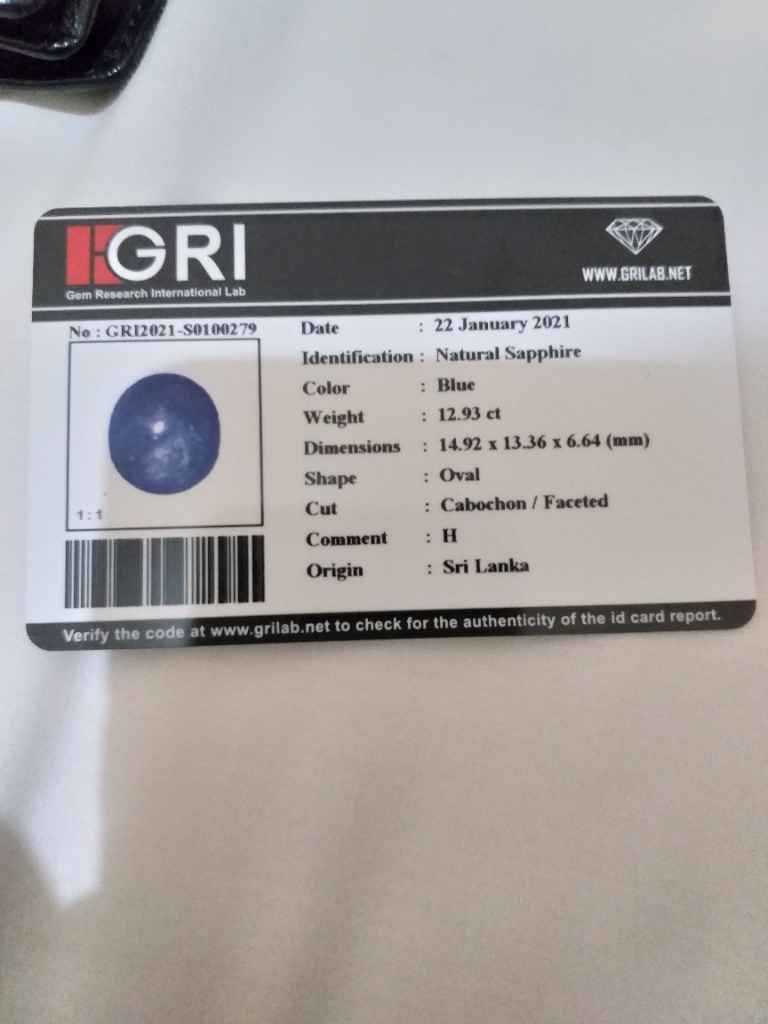 GRI
Gem Research International Lab
WWW.GRILAB.NET
No : GRI2021-S0100279
1 : 1
Date : 22 January 2021
Identification : Natural Sapphire
Color : Blue
Weight : 12.93 ct
Dimensions : 14.92 x 13.36 x 6.64 (mm)
Shape : Oval
Cut : Cabochon / Faceted
Comment : H
Origin : Sri Lanka
Verify the code at www.grilab.net to check for the authenticity of the id card report.